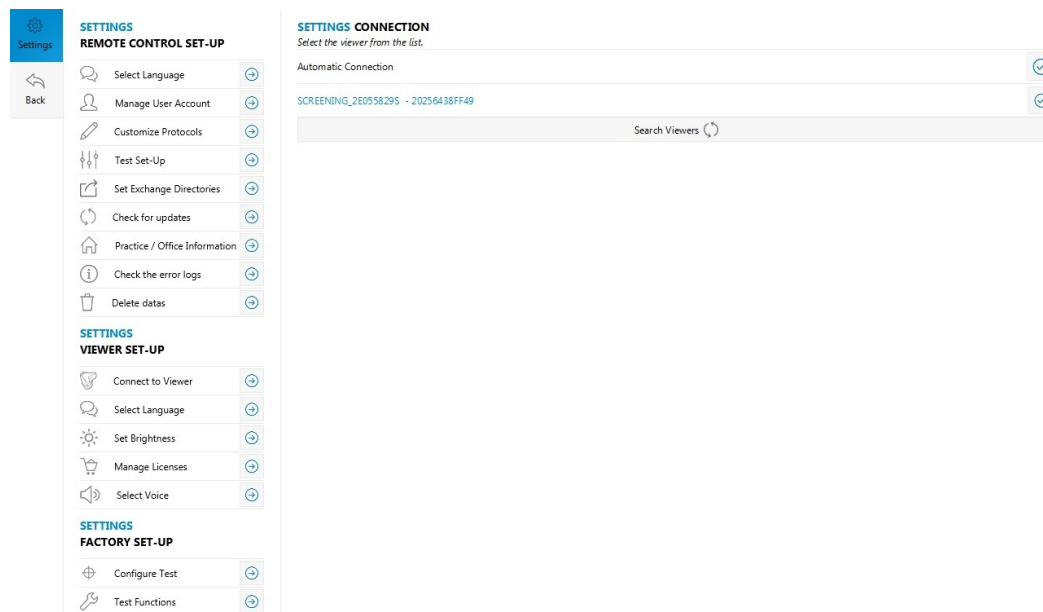 Settings
Back
SETTINGS
REMOTE CONTROL SET-UP
Select Language
Manage User Account
Customize Protocols
Test Set-Up
Set Exchange Directories
Check for updates
Practice / Office Information
Check the error logs
Delete datas
SETTINGS
VIEWER SET-UP
Connect to Viewer
Select Language
Set Brightness
Manage Licenses
Select Voice
SETTINGS
FACTORY SET-UP
Configure Test
Test Functions
SETTINGS CONNECTION
Select the viewer from the list.
Automatic Connection
SCREENING_2E055829S - 20256438FF49
Search Viewers